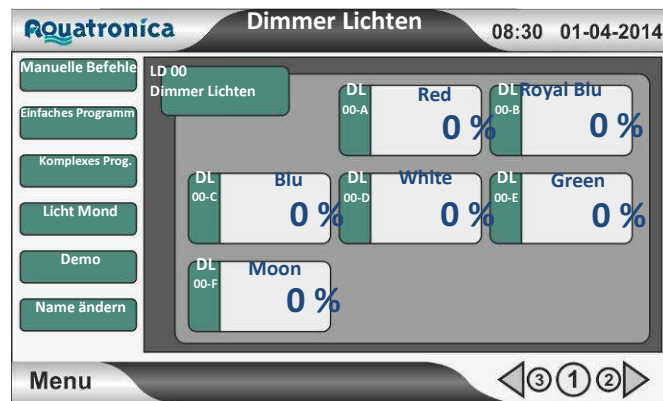 Aquatronica
Dimmer Lichten
08:30 01-04-2014
Manuelle Befehle
Einfaches Programm
Komplexes Prog.
Licht Mond
Demo
Name ändern
LD 00
Dimmer Lichten
DL
00-A
Red
0 %
DL
00-B
Royal Blu
0 %
DL
00-C
Blu
0 %
DL
00-D
White
0 %
DL
00-E
Green
0 %
DL
00-F
Moon
0 %
Menu
3 1 2